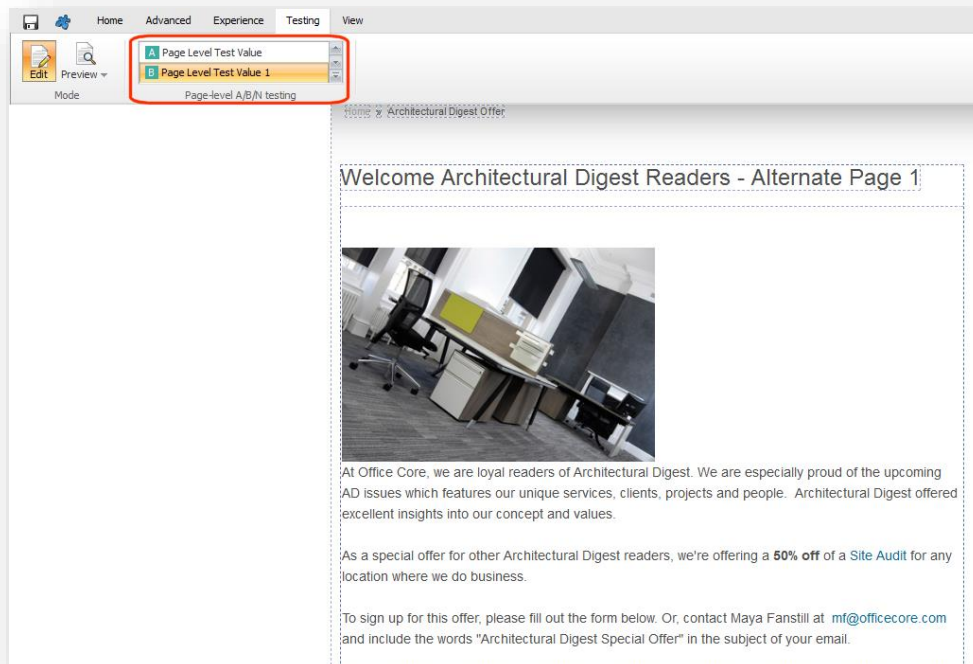 Home Advanced Experience Testing View
A Page Level Test Value
B Page Level Test Value 1
Edit Preview
Mode Page-level A/B/N testing
Home » Architectural Digest Offer
Welcome Architectural Digest Readers - Alternate Page 1
At Office Core, we are loyal readers of Architectural Digest. We are especially proud of the upcoming
AD issues which features our unique services, clients, projects and people. Architectural Digest offered
excellent insights into our concept and values.
As a special offer for other Architectural Digest readers, we're offering a 50% off of a Site Audit for any
location where we do business.
To sign up for this offer, please fill out the form below. Or, contact Maya Fanstill at mf@officecore.com
and include the words "Architectural Digest Special Offer" in the subject of your email.